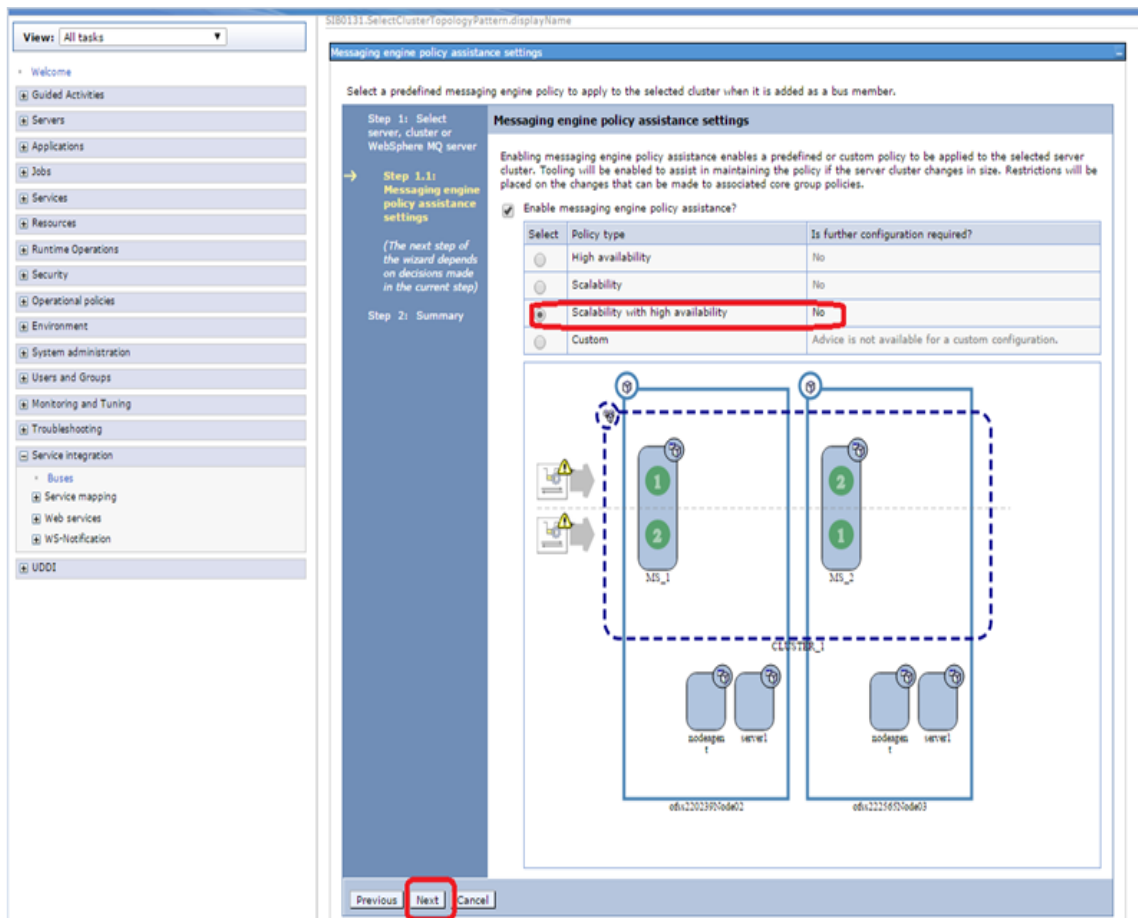 SIB0131.SelectClusterTopologyPattern.displayName
View: All tasks
Welcome
Guided Activities
Servers
Applications
Jobs
Services
Resources
Runtime Operations
Security
Operational policies
Environment
System administration
Users and Groups
Monitoring and Tuning
Troubleshooting
Service integration
Buses
Service mapping
Web services
WS-Notification
UDDI
Messaging engine policy assistance settings
Select a predefined messaging engine policy to apply to the selected cluster when it is added as a bus member.
Step 1: Select
server, cluster or
WebSphere MQ server
Step 1.1:
Messaging engine
policy assistance
settings
(The next step of
the wizard depends
on decisions made
in the current step)
Step 2: Summary
Messaging engine policy assistance settings
Enabling messaging engine policy assistance enables a predefined or custom policy to be applied to the selected server
cluster. Tooling will be enabled to assist in maintaining the policy if the server cluster changes in size. Restrictions will be
placed on the changes that can be made to associated core group policies.
Enable messaging engine policy assistance?
Select Policy type Is further configuration required?
High availability No
Scalability No
Scalability with high availability No
Custom Advice is not available for a custom configuration.
1 2
2 1
MS_1 MS_2
CLUSTER_1
nodeagen
t
server1
nodeagen
t
server1
ofis220239Node02 ofis222565Node03
Previous Next Cancel